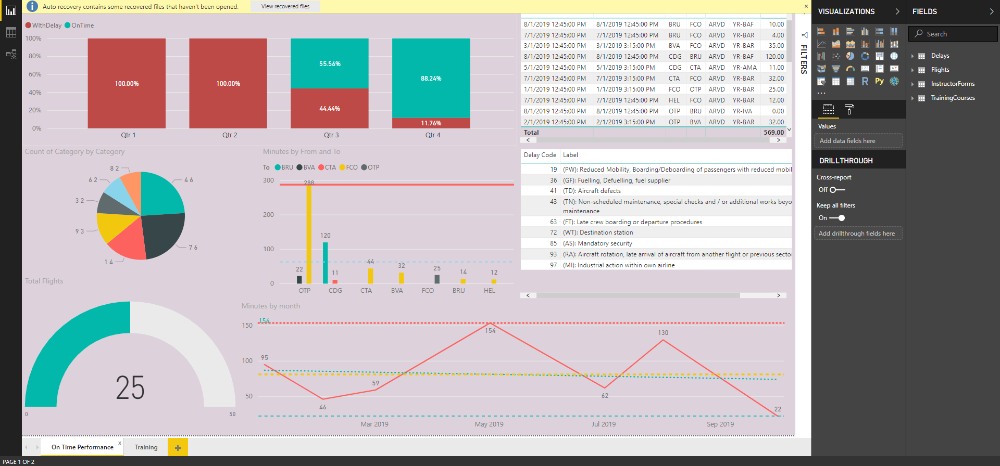 Auto recovery contains some recovered files that haven't been opened. View recovered files ×
WIthDelay OnTime
100%
80%
60%
40%
20%
0%
100.00%
100.00%
55.56%
44.44%
88.24%
11.76%
Qtr 1 Qtr 2 Qtr 3 Qtr 4
8/1/2019 12:45:00 PM 8/1/2019 12:45:00 PM BRU FCO ARVD YR-BAF 10.00
7/1/2019 12:45:00 PM 7/1/2019 12:45:00 PM BRU FCO ARVD YR-BAR 4.00
3/1/2019 12:45:00 PM 3/1/2019 3:15:00 PM BVA FCO ARVD YR-BAR 35.00
8/1/2019 12:45:00 PM 8/1/2019 12:45:00 PM CDG BRU ARVD YR-BAF 120.00
5/1/2019 12:45:00 PM 5/1/2019 3:15:00 PM CDG CTA ARVD YR-AMA 11.00
7/1/2019 12:45:00 PM 7/1/2019 3:15:00 PM CTA FCO ARVD YR-BAR 32.00
1/1/2019 12:45:00 PM 1/1/2019 3:15:00 PM FCO OTP ARVD YR-BAR 25.00
7/1/2019 12:45:00 PM 7/1/2019 12:45:00 PM HEL FCO ARVD YR-BAR 12.00
8/1/2019 12:45:00 PM 8/1/2019 12:45:00 PM OTP BRU ARVD YR-IVA 0.00
2/1/2019 12:45:00 PM 2/1/2019 3:15:00 PM OTP BVA ARVD YR-BAR 32.00
Total 569.00
Count of Category by Category
8 2
4 6
6 2
3 2
9 3
7 6
1 4
Minutes by From and To
To BRU BVA CTA FCO OTP
300
200
100
0
22
288
120
11
44
32
25
14
12
OTP CDG CTA BVA FCO BRU HEL
Delay Code Label
19 (PW): Reduced Mobility, Boarding/Deboarding of passengers with reduced mobil
36 (GF): Fuelling, Defuelling, fuel supplier
41 (TD): Aircraft defects
43 (TN): Non-scheduled maintenance, special checks and / or additional works beyo
maintenance
63 (FT): Late crew boarding or departure procedures
72 (WT): Destination station
85 (AS): Mandatory security
93 (RA): Aircraft rotation, late arrival of aircraft from another flight or previous sector
97 (MI): Industrial action within own airline
Total Flights
25
0 50
Minutes by month
154
150
100
50
95
46
59
154
62
130
22
Mar 2019 May 2019 Jul 2019 Sep 2019
FILTERS
VISUALIZATIONS
R Py
...
Values
Add data fields here
DRILLTHROUGH
Cross-report
Off
Keep all filters
On
Add drillthrough fields here
FIELDS
Search
Delays
Flights
InstructorForms
TrainingCourses
On Time Performance x
Training
+
PAGE 1 OF 2